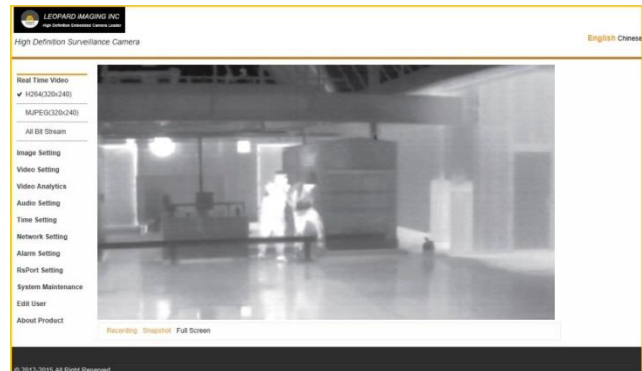 LEOPARD IMAGING INC
High Definition Embedded Camera Leader
High Definition Surveillance Camera
English Chinese
Real Time Video
✔ H264(320x240)
MJPEG(320x240)
All Bit Stream
Image Setting
Video Setting
Video Analytics
Audio Setting
Time Setting
Network Setting
Alarm Setting
RsPort Setting
System Maintenance
Edit User
About Product
Recording Snapshot Full Screen
© 2012-2015 All Right Reserved